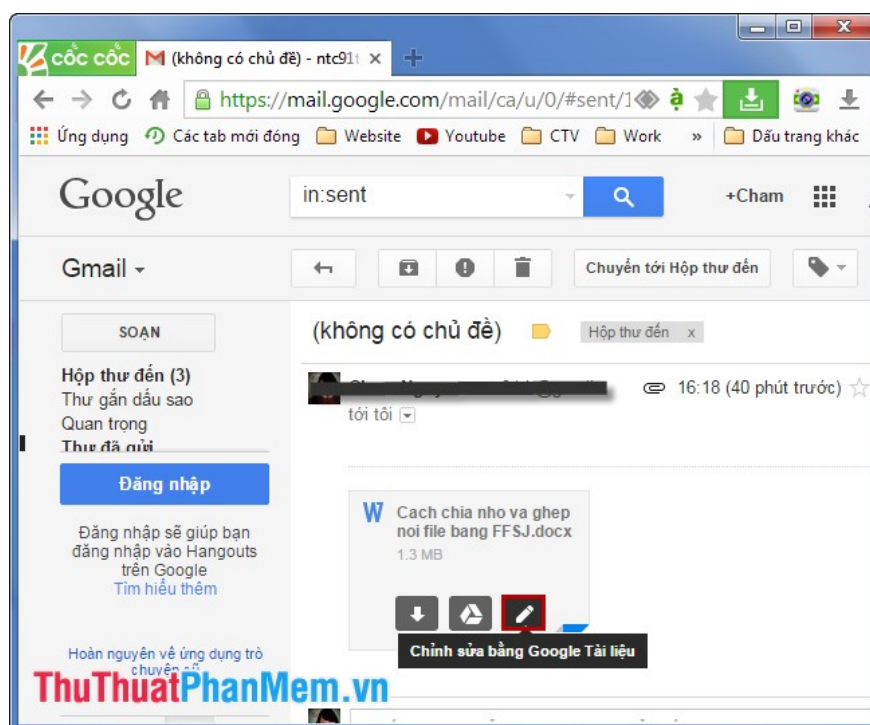 cốc cốc
(không có chủ đề) - ntc91t
https://mail.google.com/mail/ca/u/0/#sent/1
Ứng dụng Các tab mới đóng Website Youtube CTV Work » Dấu trang khác
Google
in:sent
+Cham
Gmail
Chuyển tới Hộp thư đến
SOẠN
(không có chủ đề)
Hộp thư đến x
Hộp thư đến (3)
Thư gắn dấu sao
Quan trọng
Thư đã gửi
16:18 (40 phút trước)
tới tôi
Đăng nhập
Đăng nhập sẽ giúp bạn
đăng nhập vào Hangouts
trên Google
Tìm hiểu thêm
W Cach chia nho va ghep
noi file bang FFSJ.docx
1.3 MB
Chỉnh sửa bằng Google Tài liệu
Hoàn nguyên về ứng dụng trò
chuyện cũ
ThuThuatPhanMem.vn